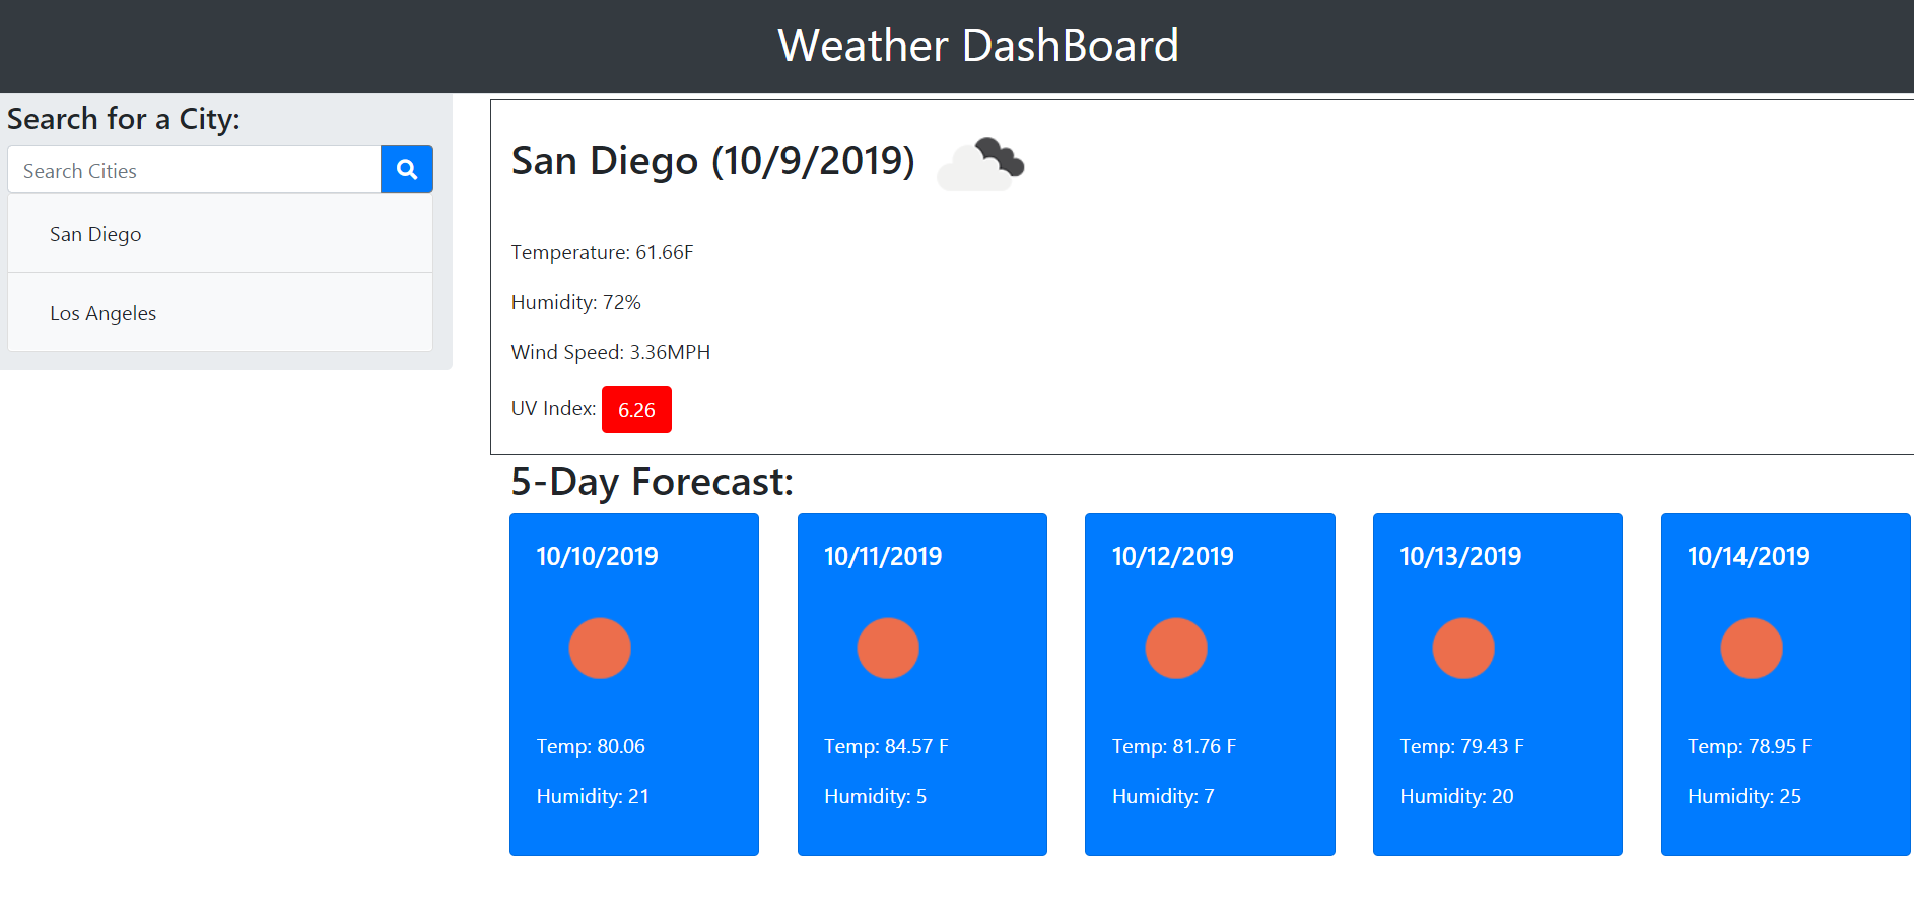 Weather DashBoard
Search for a City:
Search Cities
San Diego
Los Angeles
San Diego (10/9/2019)
Temperature: 61.66F
Humidity: 72%
Wind Speed: 3.36MPH
UV Index: 6.26
5-Day Forecast:
10/10/2019
Temp: 80.06
Humidity: 21
10/11/2019
Temp: 84.57 F
Humidity: 5
10/12/2019
Temp: 81.76 F
Humidity: 7
10/13/2019
Temp: 79.43 F
Humidity: 20
10/14/2019
Temp: 78.95 F
Humidity: 25